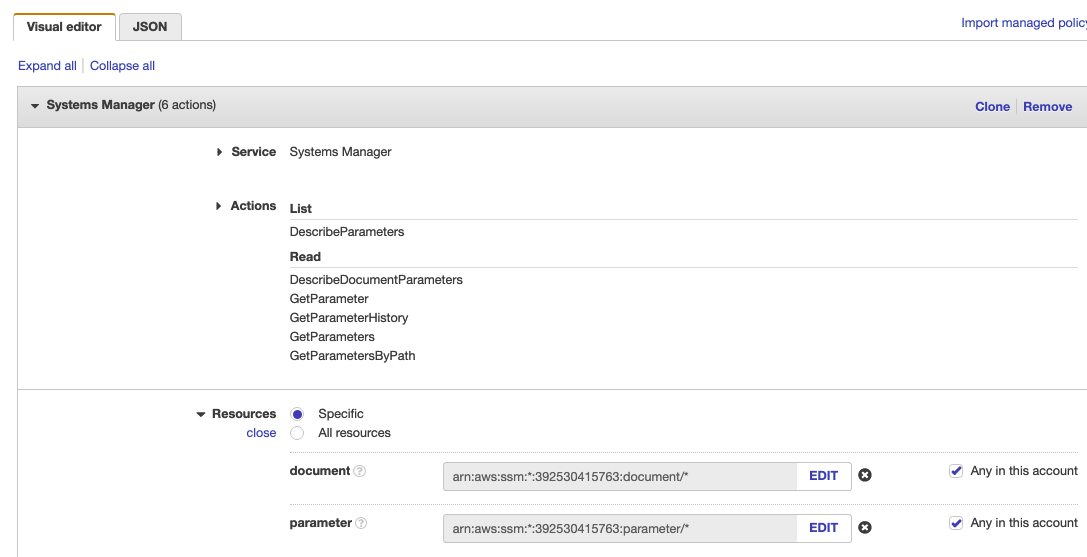 Visual editor JSON
Import managed policy
Expand all Collapse all
Systems Manager (6 actions)
Clone Remove
Service Systems Manager
Actions List
DescribeParameters
Read
DescribeDocumentParameters
GetParameter
GetParameterHistory
GetParameters
GetParametersByPath
Resources Specific
close All resources
document ? arn:aws:ssm:*:392530415763:document/* EDIT Any in this account
parameter ? arn:aws:ssm:*:392530415763:parameter/* EDIT Any in this account